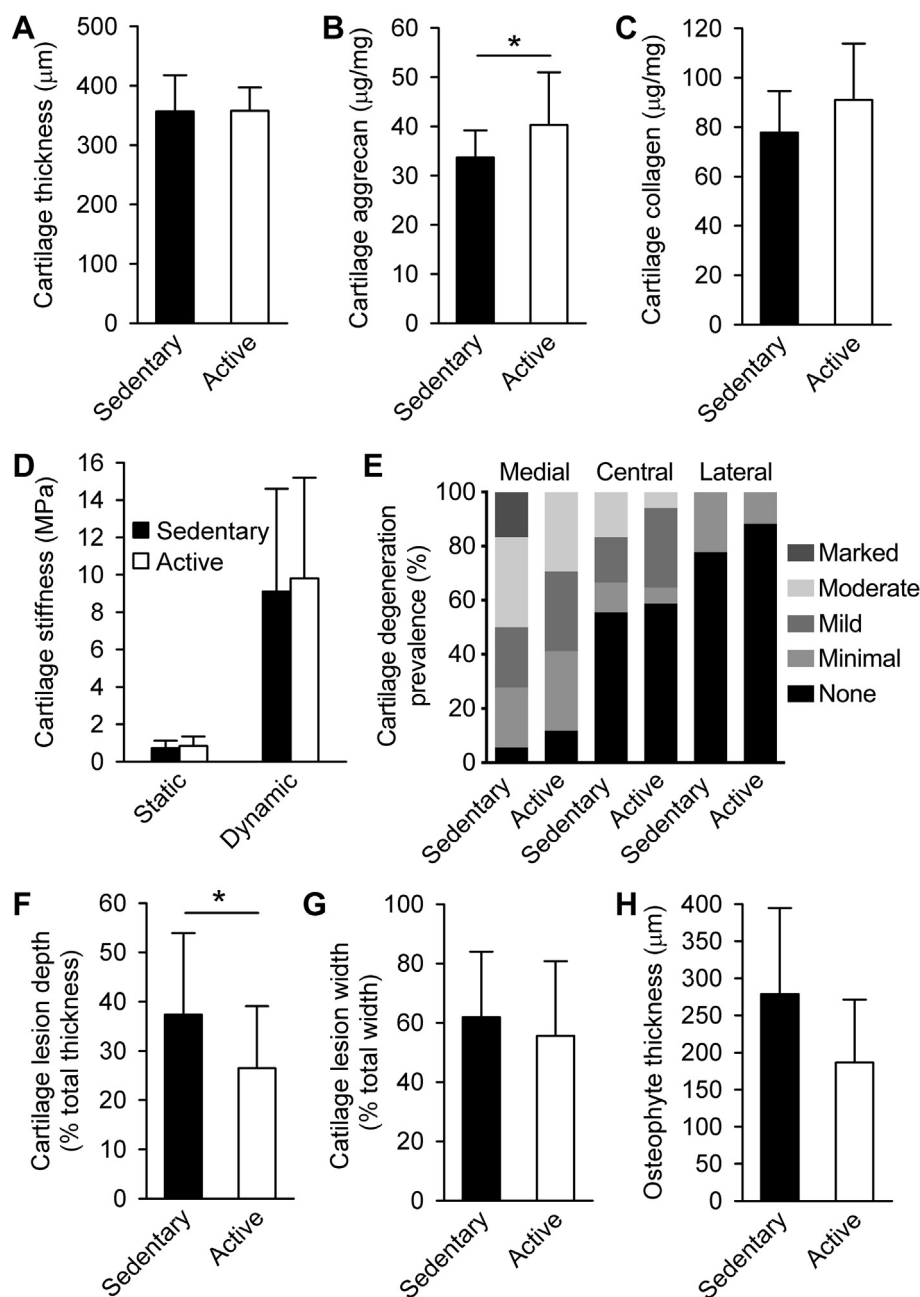 A
Cartilage thickness (μm)
500
400
300
200
100
0
Sedentary
Active
B
Cartilage aggrecan (μg/mg)
60
50
40
30
20
10
0
*
Sedentary
Active
C
Cartilage collagen (μg/mg)
120
100
80
60
40
20
0
Sedentary
Active
D
Cartilage stiffness (MPa)
16
14
12
10
8
6
4
2
0
Sedentary
Active
Static
Dynamic
E
Medial Central Lateral
Cartilage degeneration
prevalence (%)
100
80
60
40
20
0
Marked
Moderate
Mild
Minimal
None
Sedentary
Active
Sedentary
Active
Sedentary
Active
F
Cartilage lesion depth
(% total thickness)
60
50
40
30
20
10
0
*
Sedentary
Active
G
Catilage lesion width
(% total width)
100
80
60
40
20
0
Sedentary
Active
H
Osteophyte thickness (μm)
400
350
300
250
200
150
100
50
0
Sedentary
Active